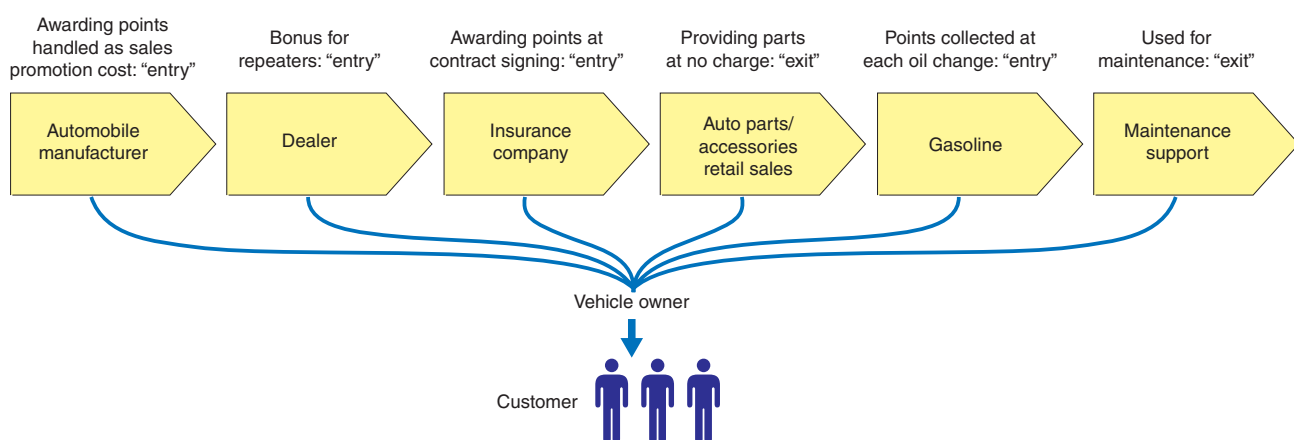 Awarding points
handled as sales
promotion cost: “entry”
Bonus for
repeaters: “entry”
Awarding points at
contract signing: “entry”
Providing parts
at no charge: “exit”
Points collected at
each oil change: “entry”
Used for
maintenance: “exit”
Automobile
manufacturer
Dealer
Insurance
company
Auto parts/
accessories
retail sales
Gasoline
Maintenance
support
Vehicle owner
Customer